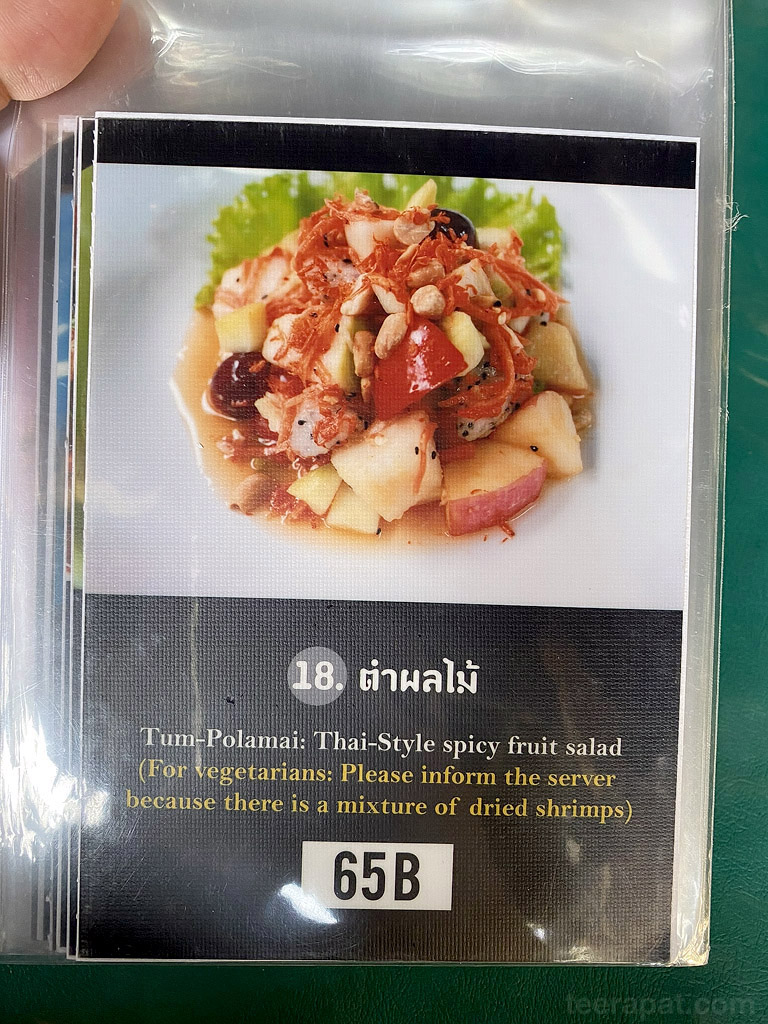 18. ตำผลไม้
Tum-Polamai: Thai-Style spicy fruit salad
(For vegetarians: Please inform the server
because there is a mixture of dried shrimps)
65B
teerapat.com